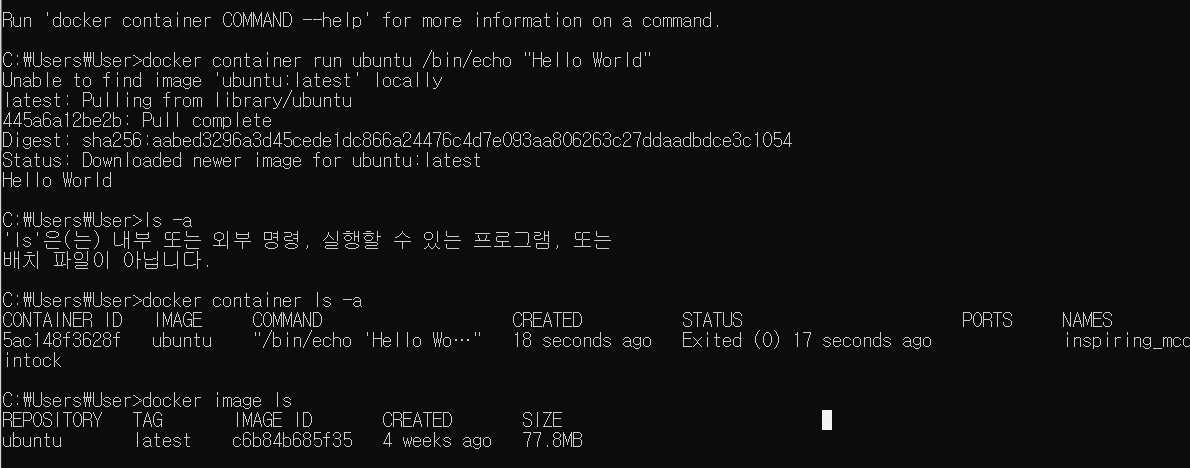 Run 'docker container COMMAND --help' for more information on a command.
C:\Users\User>docker container run ubuntu /bin/echo "Hello World"
Unable to find image 'ubuntu:latest' locally
latest: Pulling from library/ubuntu
445a6a12be2b: Pull complete
Digest: sha256:aabed3296a3d45cede1dc866a24476c4d7e093aa806263c27ddaadbdce3c1054
Status: Downloaded newer image for ubuntu:latest
Hello World
C:\Users\User>ls -a
'ls'은(는) 내부 또는 외부 명령, 실행할 수 있는 프로그램, 또는
배치 파일이 아닙니다.
C:\Users\User>docker container ls -a
CONTAINER ID   IMAGE     COMMAND                   CREATED          STATUS                      PORTS     NAMES
5ac148f3628f   ubuntu    "/bin/echo 'Hello Wo…"   18 seconds ago   Exited (0) 17 seconds ago             inspiring_mcc
intock
C:\Users\User>docker image ls
REPOSITORY   TAG       IMAGE ID       CREATED       SIZE
ubuntu       latest    c6b84b685f35   4 weeks ago   77.8MB